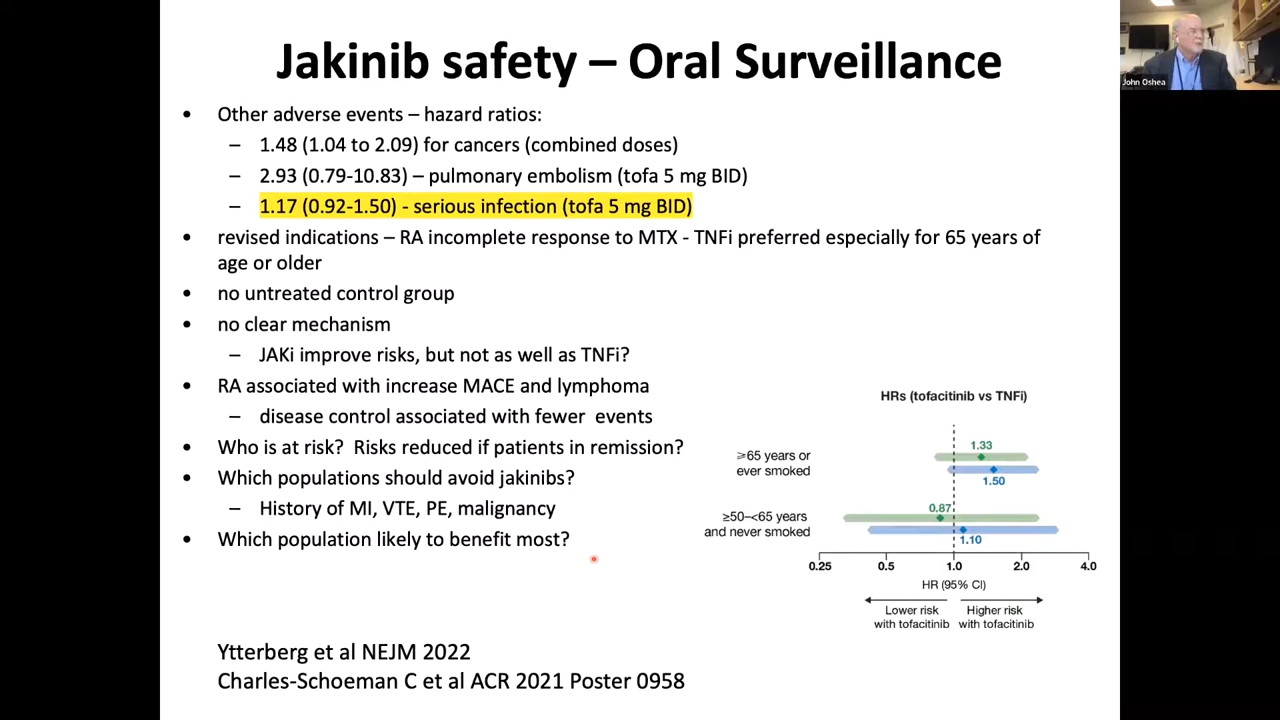 Jakinib safety – Oral Surveillance
John Oshea
• Other adverse events – hazard ratios:
– 1.48 (1.04 to 2.09) for cancers (combined doses)
– 2.93 (0.79-10.83) – pulmonary embolism (tofa 5 mg BID)
– 1.17 (0.92-1.50) - serious infection (tofa 5 mg BID)
• revised indications – RA incomplete response to MTX - TNFi preferred especially for 65 years of
age or older
• no untreated control group
• no clear mechanism
– JAKi improve risks, but not as well as TNFi?
• RA associated with increase MACE and lymphoma
– disease control associated with fewer events
• Who is at risk? Risks reduced if patients in remission?
• Which populations should avoid jakinibs?
– History of MI, VTE, PE, malignancy
• Which population likely to benefit most?
HRs (tofacitinib vs TNFi)
1.33
≥65 years or
ever smoked
1.50
0.87
≥50–<65 years
and never smoked
1.10
0.25 0.5 1.0 2.0 4.0
HR (95% CI)
Lower risk Higher risk
with tofacitinib with tofacitinib
Ytterberg et al NEJM 2022
Charles-Schoeman C et al ACR 2021 Poster 0958